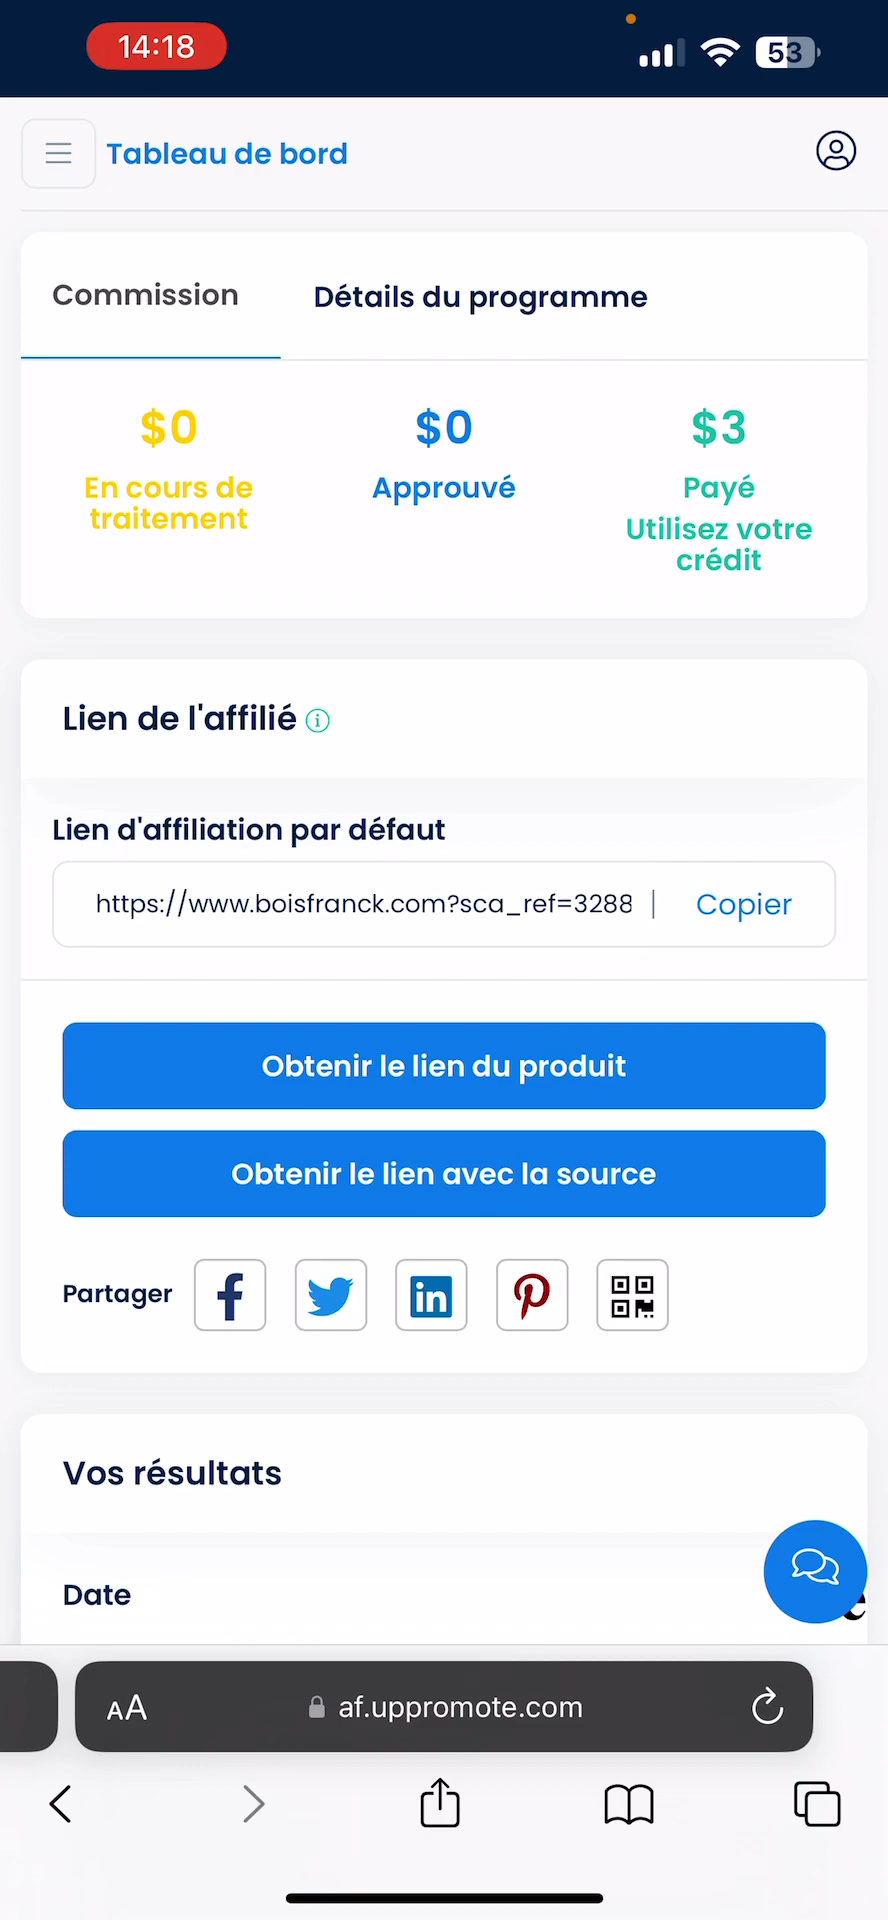 14:18
53
Tableau de bord
Commission
Détails du programme
$0
$0
$3
En cours de
traitement
Approuvé
Payé
Utilisez votre
crédit
Lien de l'affilié
Lien d'affiliation par défaut
https://www.boisfranck.com?sca_ref=3288
Copier
Obtenir le lien du produit
Obtenir le lien avec la source
Partager
Vos résultats
Date
AA
af.uppromote.com